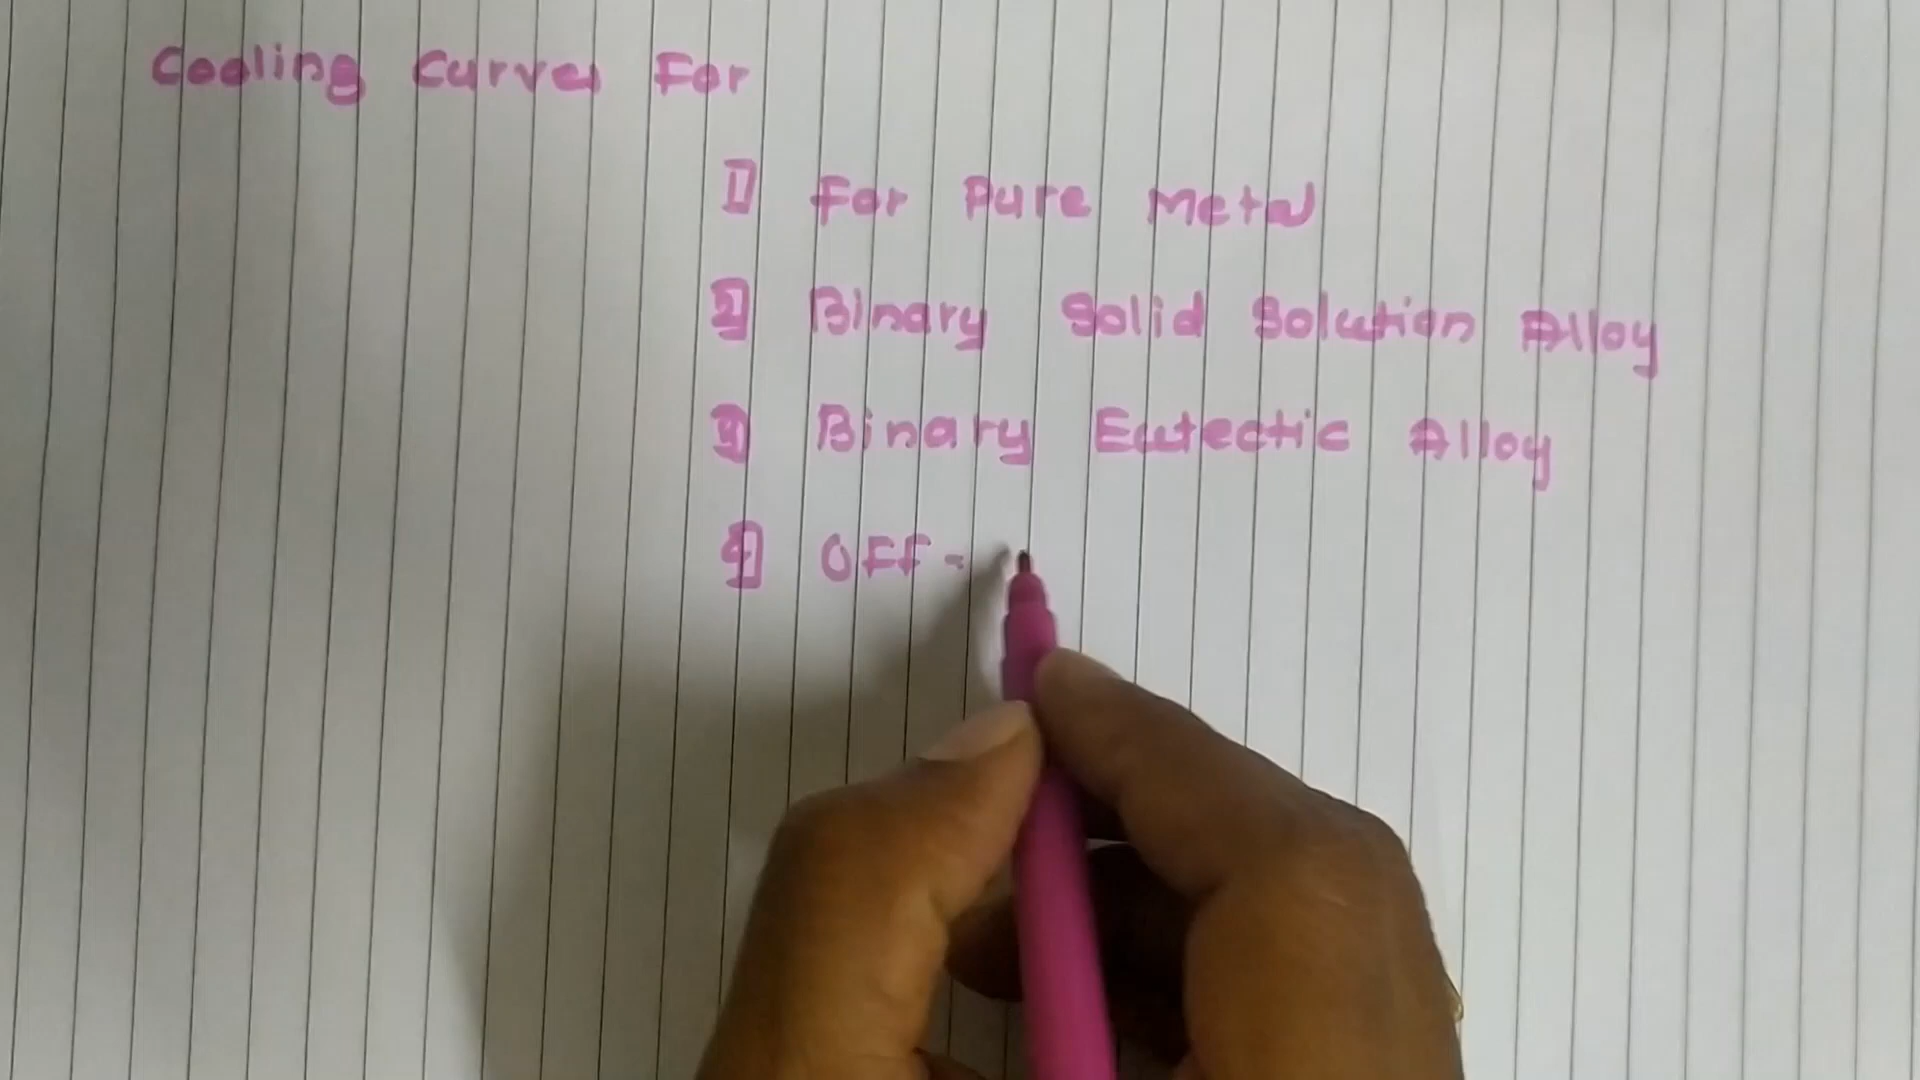 Cooling Curves For
1] For Pure Metal
2] Binary Solid Solution Alloy
3] Binary Eutectic Alloy
4] OFF-